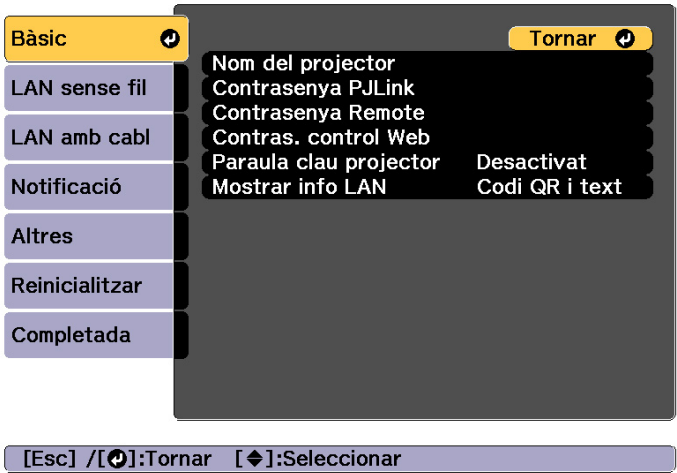 Bàsic
LAN sense fil
LAN amb cabl
Notificació
Altres
Reinicialitzar
Completada
Tornar
Nom del projector
Contrasenya PJLink
Contrasenya Remote
Contras. control Web
Paraula clau projector Desactivat
Mostrar info LAN Codi QR i text
[Esc] /[]:Tornar []:Seleccionar